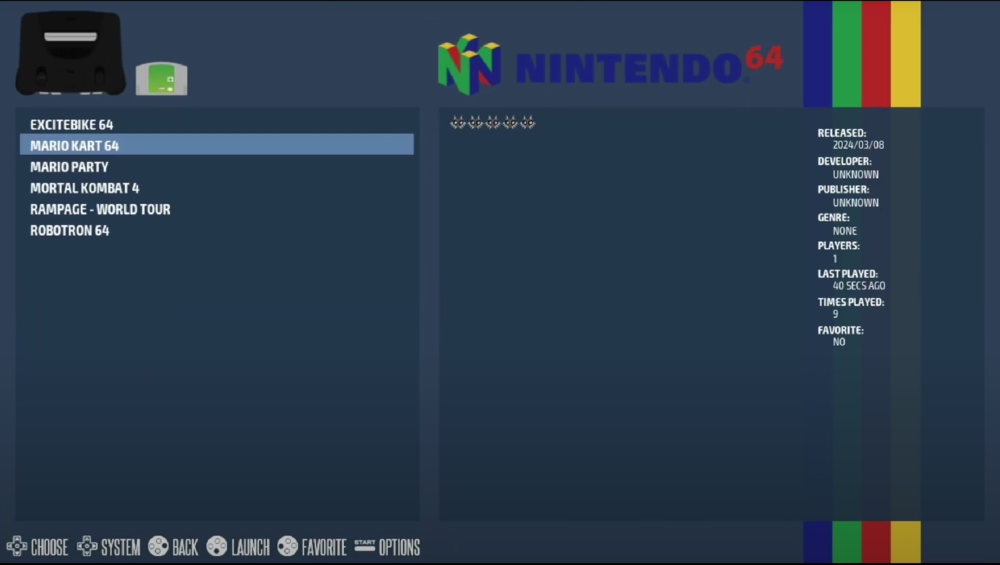 NINTENDO 64
EXCITEBIKE 64
MARIO KART 64
MARIO PARTY
MORTAL KOMBAT 4
RAMPAGE - WORLD TOUR
ROBOTRON 64
RELEASED:
2024/03/08
DEVELOPER:
UNKNOWN
PUBLISHER:
UNKNOWN
GENRE:
NONE
PLAYERS:
1
LAST PLAYED:
40 SECS AGO
TIMES PLAYED:
9
FAVORITE:
NO
CHOOSE SYSTEM BACK LAUNCH FAVORITE START OPTIONS